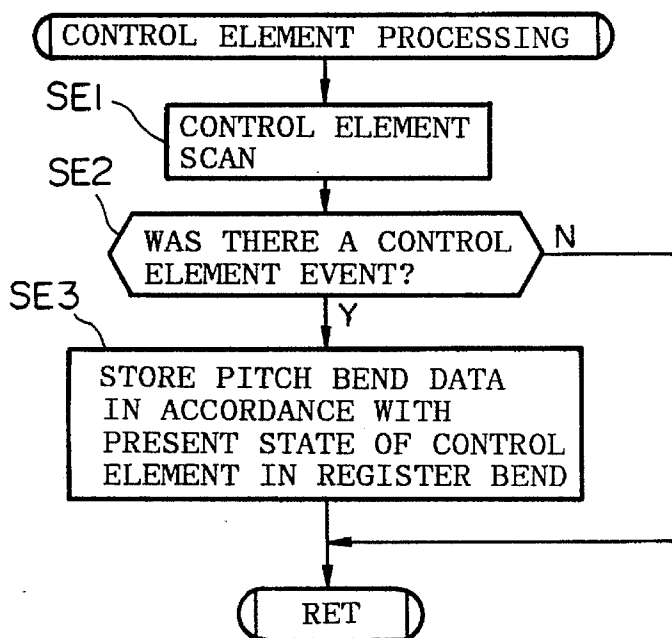 CONTROL ELEMENT PROCESSING
SE1
CONTROL ELEMENT
SCAN
SE2
WAS THERE A CONTROL
ELEMENT EVENT?
N
Y
SE3
STORE PITCH BEND DATA
IN ACCORDANCE WITH
PRESENT STATE OF CONTROL
ELEMENT IN REGISTER BEND
RET